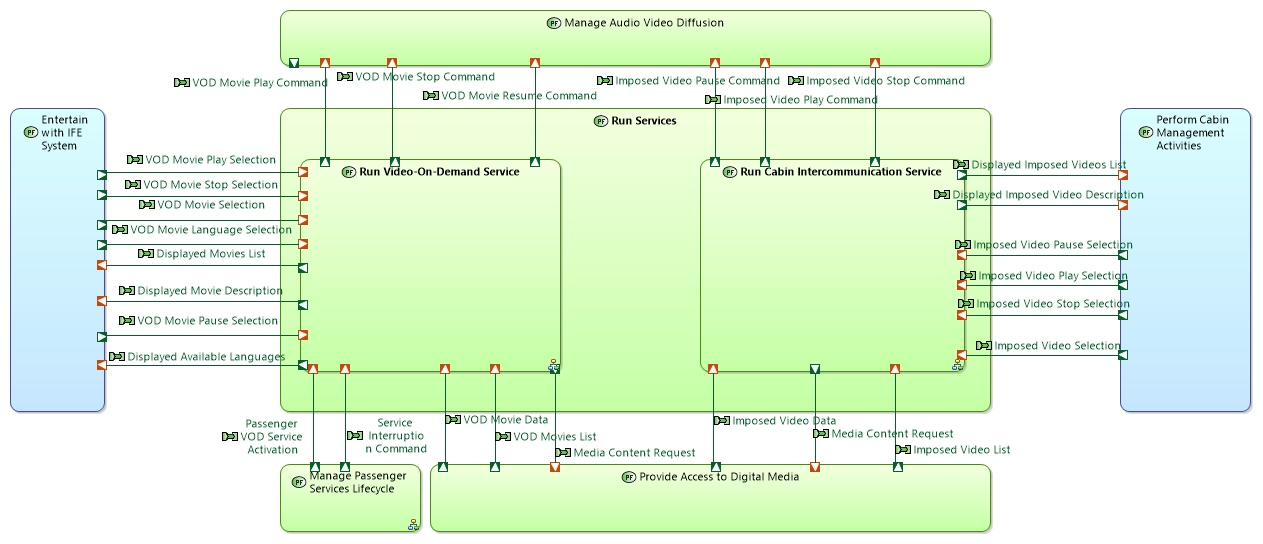 PF Manage Audio Video Diffusion
VOD Movie Play Command
VOD Movie Stop Command
VOD Movie Resume Command
Imposed Video Pause Command
Imposed Video Stop Command
Imposed Video Play Command
PF Entertain
with IFE
System
PF Run Services
PF Perform Cabin
Management
Activities
VOD Movie Play Selection
VOD Movie Stop Selection
VOD Movie Selection
VOD Movie Language Selection
Displayed Movies List
Displayed Movie Description
VOD Movie Pause Selection
Displayed Available Languages
PF Run Video-On-Demand Service
PF Run Cabin Intercommunication Service
Displayed Imposed Videos List
Displayed Imposed Video Description
Imposed Video Pause Selection
Imposed Video Play Selection
Imposed Video Stop Selection
Imposed Video Selection
Passenger
VOD Service
Activation
Service
Interruptio
n Command
VOD Movie Data
VOD Movies List
Media Content Request
Imposed Video Data
Media Content Request
Imposed Video List
PF Manage Passenger
Services Lifecycle
PF Provide Access to Digital Media